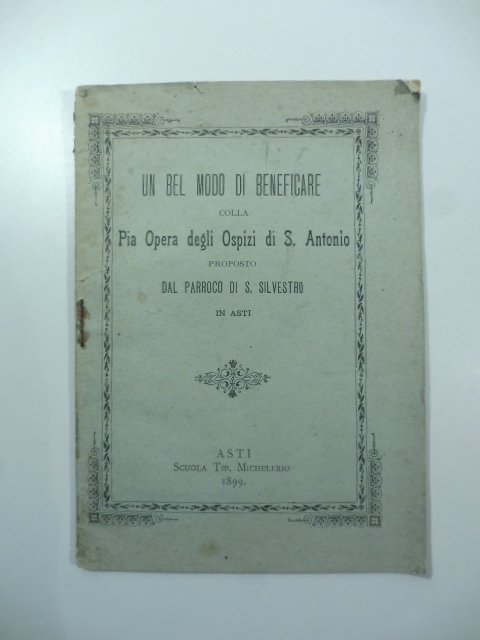 UN BEL MODO DI BENEFICARE
COLLA
Pia Opera degli Ospizi di S. Antonio
PROPOSTO
DAL PARROCO DI S. SILVESTRO
IN ASTI
ASTI
SCUOLA TIP. MICHELERIO
1899.